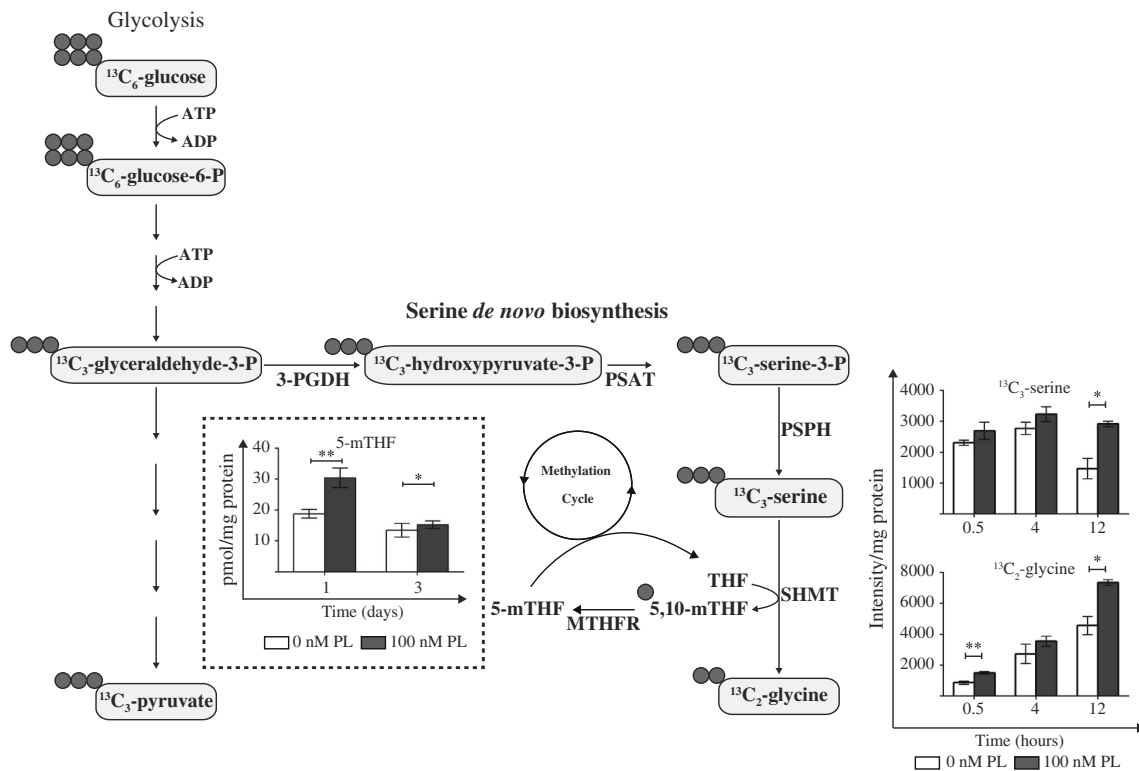 Glycolysis
¹³C₆-glucose
ATP
ADP
¹³C₆-glucose-6-P
ATP
ADP
Serine de novo biosynthesis
¹³C₃-glyceraldehyde-3-P
3-PGDH
¹³C₃-hydroxypyruvate-3-P
PSAT
¹³C₃-serine-3-P
PSPH
¹³C₃-serine
THF
SHMT
5,10-mTHF
MTHFR
5-mTHF
Methylation
Cycle
¹³C₂-glycine
¹³C₃-pyruvate
5-mTHF
pmol/mg protein
40
30
20
10
**
*
1
3
Time (days)
0 nM PL
100 nM PL
Intensity/mg protein
¹³C₃-serine
4000
3000
2000
1000
*
0.5
4
12
¹³C₂-glycine
8000
6000
4000
2000
**
*
0.5
4
12
Time (hours)
0 nM PL
100 nM PL